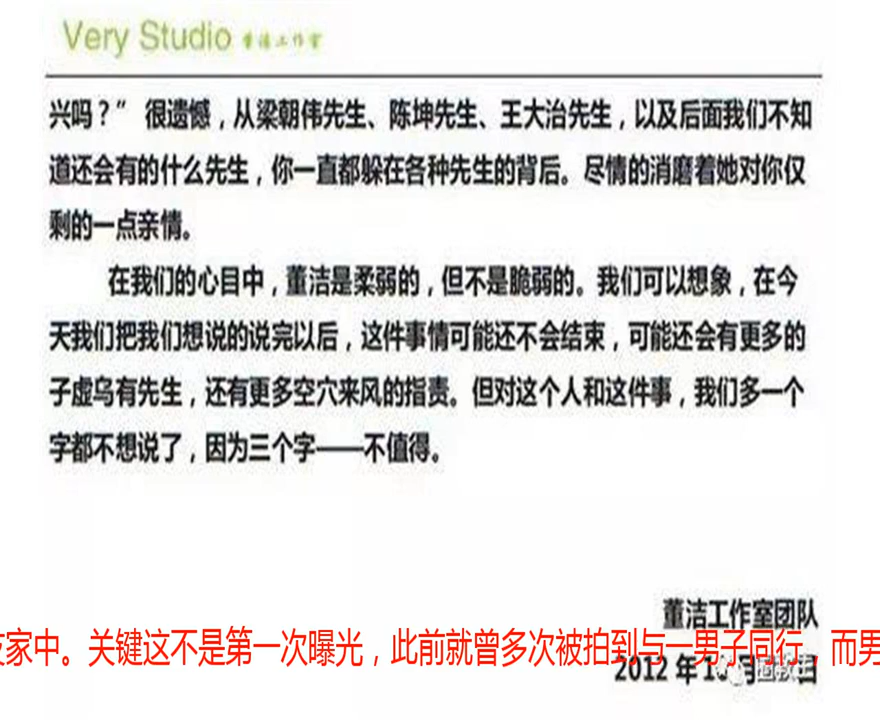 Very Studio 董洁工作室
兴吗？”很遗憾，从梁朝伟先生、陈坤先生、王大治先生，以及后面我们不知
道还会有的什么先生，你一直都躲在各种先生的背后。尽情的消磨着她对你仅
剩的一点亲情。
在我们的心目中，董洁是柔弱的，但不是脆弱的。我们可以想象，在今
天我们把我们想说的说完以后，这件事情可能还不会结束，可能还会有更多的
子虚乌有先生，还有更多空穴来风的指责。但对这个人和这件事，我们多一个
字都不想说了，因为三个字——不值得。
董洁工作室团队
家中。关键这不是第一次曝光，此前就曾多次被拍到与一男子同行，而男
2012 年 1 月 日